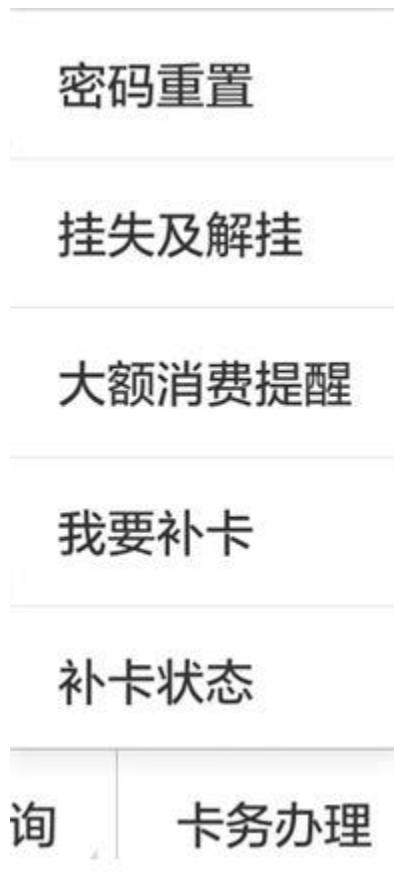 密码重置
挂失及解挂
大额消费提醒
我要补卡
补卡状态
询 卡务办理